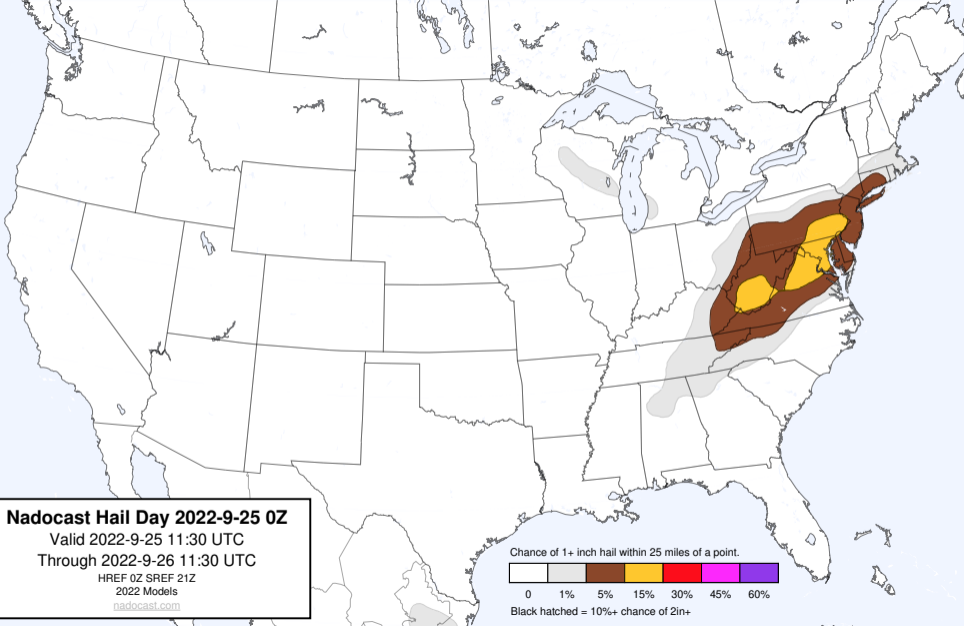 Nadocast Hail Day 2022-9-25 0Z
Valid 2022-9-25 11:30 UTC
Through 2022-9-26 11:30 UTC
HREF 0Z SREF 21Z
2022 Models
nadocast.com
Chance of 1+ inch hail within 25 miles of a point.
0 1% 5% 15% 30% 45% 60%
Black hatched = 10%+ chance of 2in+